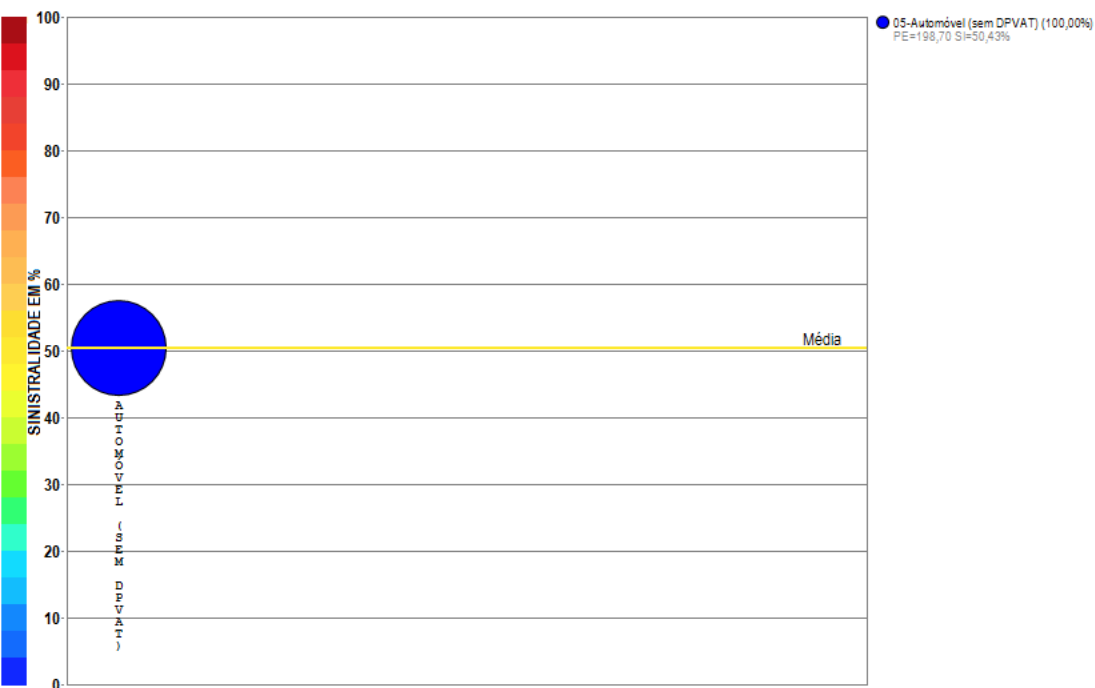 100
90
80
70
60
50
40
30
20
10
0
SINISTRALIDADE EM %
Média
AUTOMÓVEL (SEM DPVAT)
05-Automóvel (sem DPVAT) (100,00%)
PE=198,70 SI=50,43%